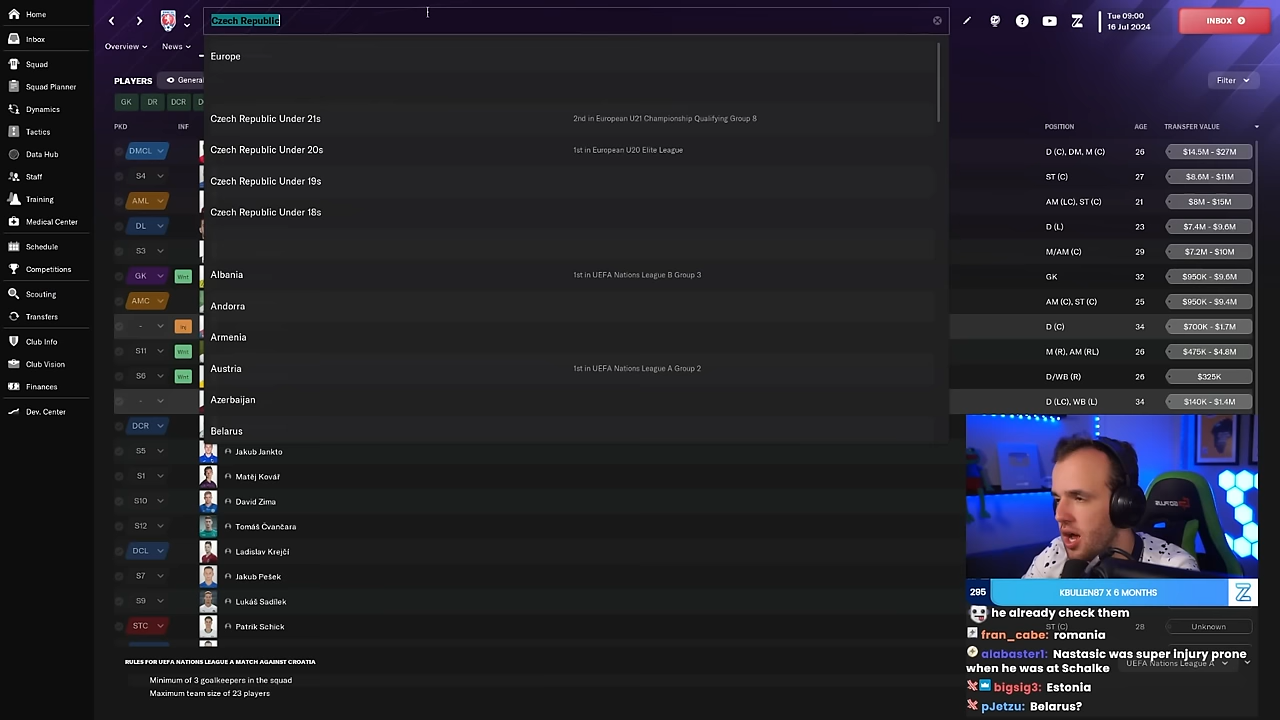 Home
Inbox
Squad
Squad Planner
Dynamics
Tactics
Data Hub
Staff
Training
Medical Center
Schedule
Competitions
Scouting
Transfers
Club Info
Club Vision
Finances
Dev. Center
Czech Republic
Overview
News
Tue 09:00
16 Jul 2024
INBOX
PLAYERS
General
Filter
GK
DR
DCR
PKD
INF
POSITION
AGE
TRANSFER VALUE
Europe
Czech Republic Under 21s
2nd in European U21 Championship Qualifying Group 8
Czech Republic Under 20s
1st in European U20 Elite League
Czech Republic Under 19s
Czech Republic Under 18s
Albania
1st in UEFA Nations League B Group 3
Andorra
Armenia
Austria
1st in UEFA Nations League A Group 2
Azerbaijan
Belarus
DMCL
D (C), DM, M (C) 26 $14.5M - $27M
S4
ST (C) 27 $8.6M - $11M
AML
AM (LC), ST (C) 21 $8M - $15M
DL
D (L) 23 $7.4M - $9.6M
S3
M/AM (C) 29 $7.2M - $10M
GK Wnt
GK 32 $950K - $9.6M
AMC
AM (C), ST (C) 25 $950K - $9.4M
-
D (C) 34 $700K - $1.7M
S11 Wnt
M (R), AM (RL) 26 $475K - $4.8M
S6 Wnt
D/WB (R) 26 $325K
-
D (LC), WB (L) 34 $140K - $1.4M
DCR
S5 Jakub Jankto
S1 Matěj Kovář
S10 David Zima
S12 Tomáš Čvančara
DCL Ladislav Krejčí
S7 Jakub Pešek
S9 Lukáš Sadílek
STC Patrik Schick
ST (C) 28 Unknown
RULES FOR UEFA NATIONS LEAGUE A MATCH AGAINST CROATIA
Minimum of 3 goalkeepers in the squad
Maximum team size of 23 players
UEFA Nations League A
295 KBULLEN87 X 6 MONTHS
he already check them
fran_cabe: romania
alabaster1: Nastasic was super injury prone
when he was at Schalke
bigsig3: Estonia
pJetzu: Belarus?